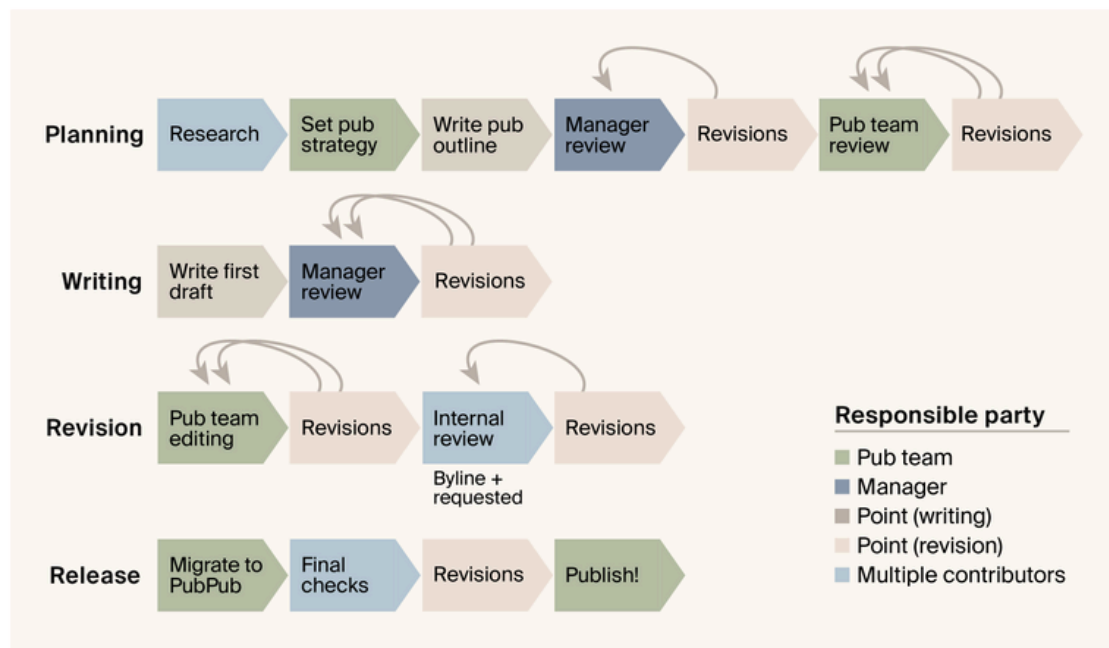 Planning
Research
Set pub
strategy
Write pub
outline
Manager
review
Revisions
Pub team
review
Revisions
Writing
Write first
draft
Manager
review
Revisions
Revision
Pub team
editing
Revisions
Internal
review
Byline +
requested
Revisions
Release
Migrate to
PubPub
Final
checks
Revisions
Publish!
Responsible party
Pub team
Manager
Point (writing)
Point (revision)
Multiple contributors